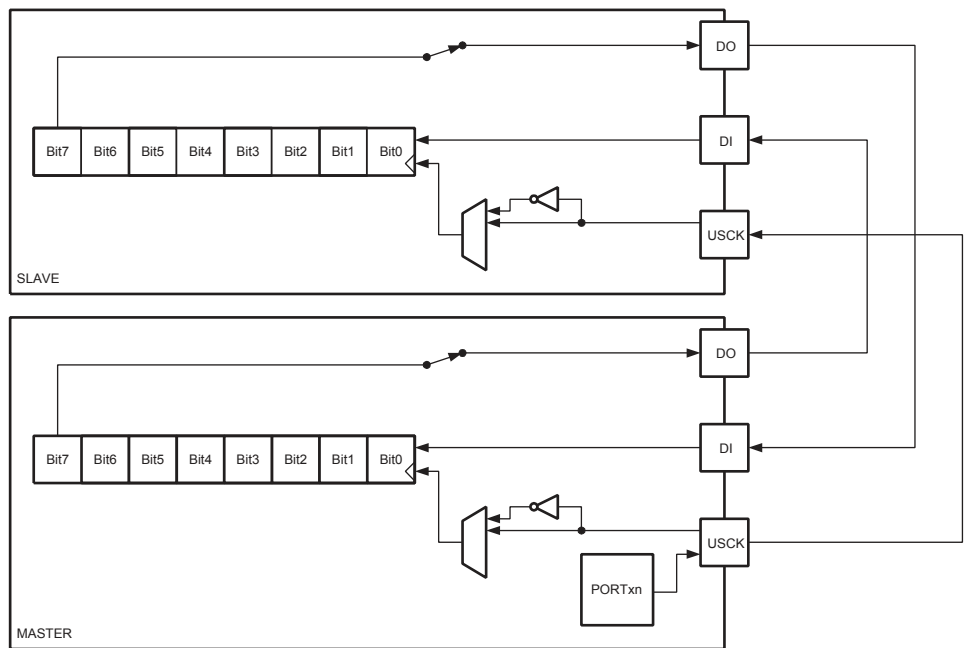 DO
DI
Bit7 Bit6 Bit5 Bit4 Bit3 Bit2 Bit1 Bit0
USCK
SLAVE
DO
DI
Bit7 Bit6 Bit5 Bit4 Bit3 Bit2 Bit1 Bit0
USCK
PORTxn
MASTER